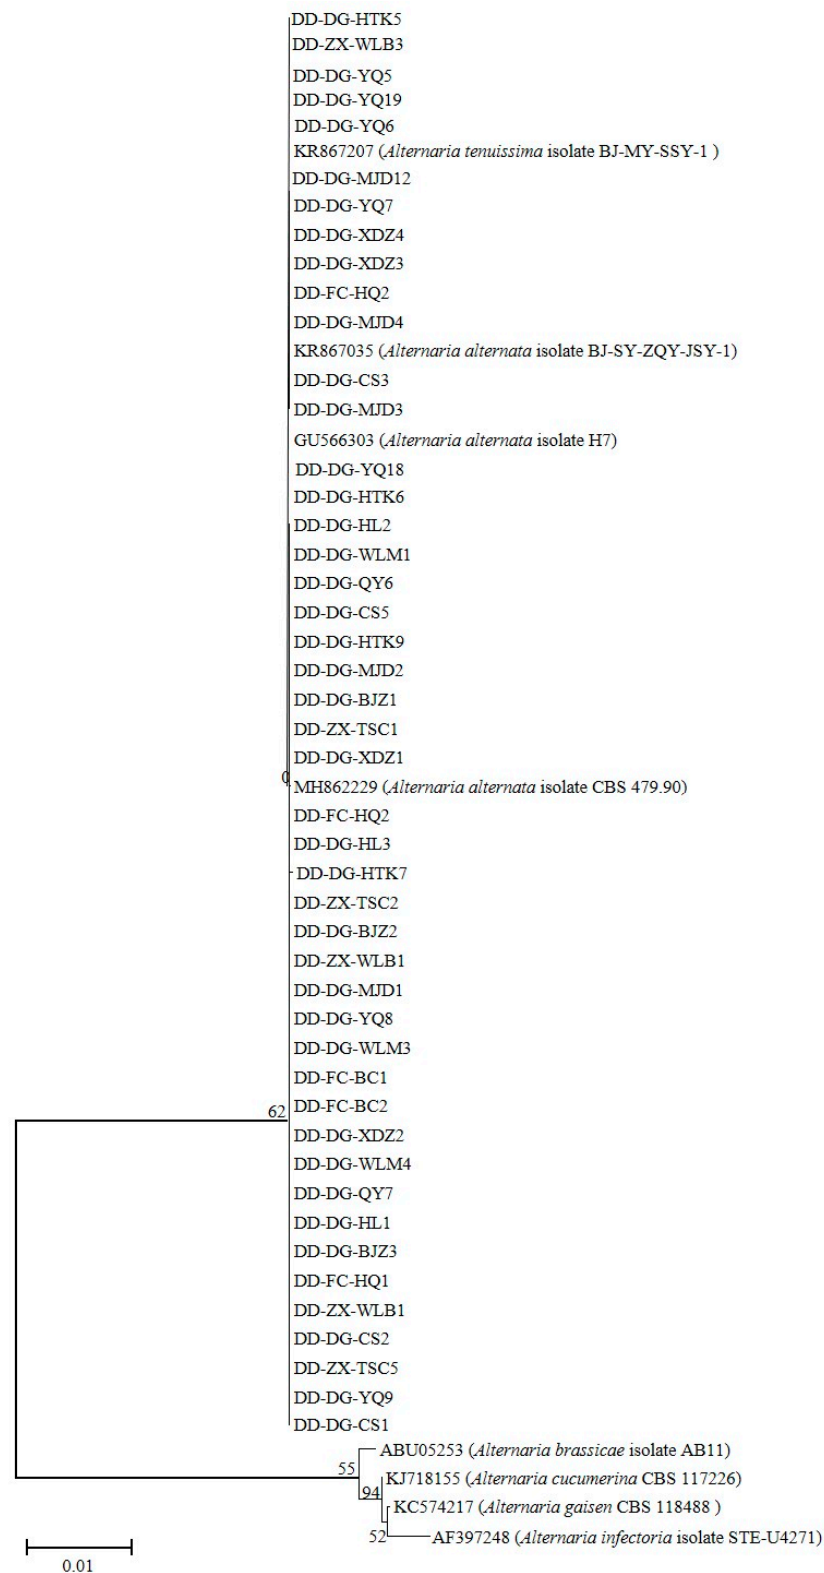 DD-DG-HTK5
DD-ZX-WLB3
DD-DG-YQ5
DD-DG-YQ19
DD-DG-YQ6
KR867207 (Alternaria tenuissima isolate BJ-MY-SSY-1 )
DD-DG-MJD12
DD-DG-YQ7
DD-DG-XDZ4
DD-DG-XDZ3
DD-FC-HQ2
DD-DG-MJD4
KR867035 (Alternaria alternata isolate BJ-SY-ZQY-JSY-1)
DD-DG-CS3
DD-DG-MJD3
GU566303 (Alternaria alternata isolate H7)
DD-DG-YQ18
DD-DG-HTK6
DD-DG-HL2
DD-DG-WLM1
DD-DG-QY6
DD-DG-CS5
DD-DG-HTK9
DD-DG-MJD2
DD-DG-BJZ1
DD-ZX-TSC1
DD-DG-XDZ1
0
MH862229 (Alternaria alternata isolate CBS 479.90)
DD-FC-HQ2
DD-DG-HL3
DD-DG-HTK7
DD-ZX-TSC2
DD-DG-BJZ2
DD-ZX-WLB1
DD-DG-MJD1
DD-DG-YQ8
DD-DG-WLM3
DD-FC-BC1
62
DD-FC-BC2
DD-DG-XDZ2
DD-DG-WLM4
DD-DG-QY7
DD-DG-HL1
DD-DG-BJZ3
DD-FC-HQ1
DD-ZX-WLB1
DD-DG-CS2
DD-ZX-TSC5
DD-DG-YQ9
DD-DG-CS1
ABU05253 (Alternaria brassicae isolate AB11)
55
KJ718155 (Alternaria cucumerina CBS 117226)
94
KC574217 (Alternaria gaisen CBS 118488 )
52
AF397248 (Alternaria infectoria isolate STE-U4271)
0.01